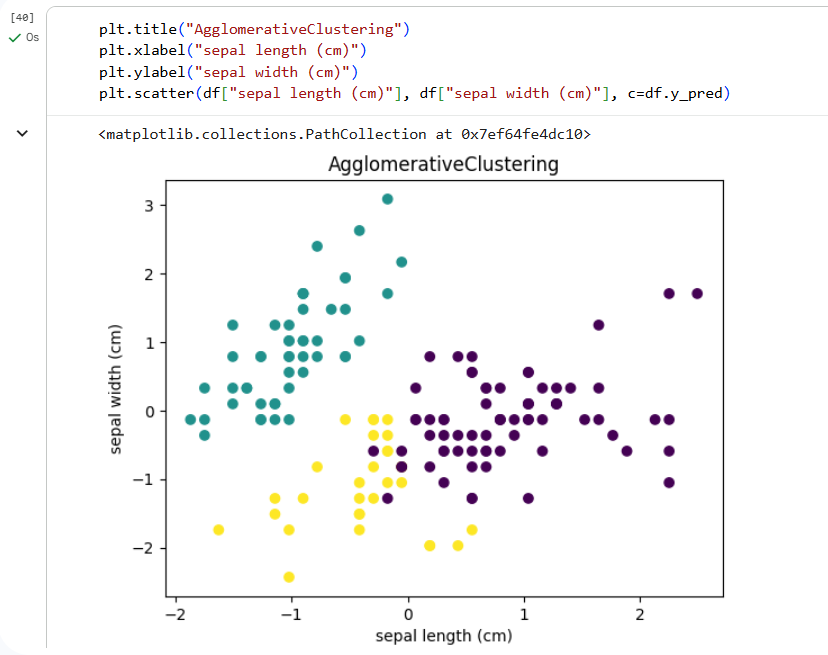 [40]
0s
plt.title("AgglomerativeClustering")
plt.xlabel("sepal length (cm)")
plt.ylabel("sepal width (cm)")
plt.scatter(df["sepal length (cm)"], df["sepal width (cm)"], c=df.y_pred)
<matplotlib.collections.PathCollection at 0x7ef64fe4dc10>
AgglomerativeClustering
sepal width (cm)
3
2
1
0
−1
−2
−2 −1 0 1 2
sepal length (cm)